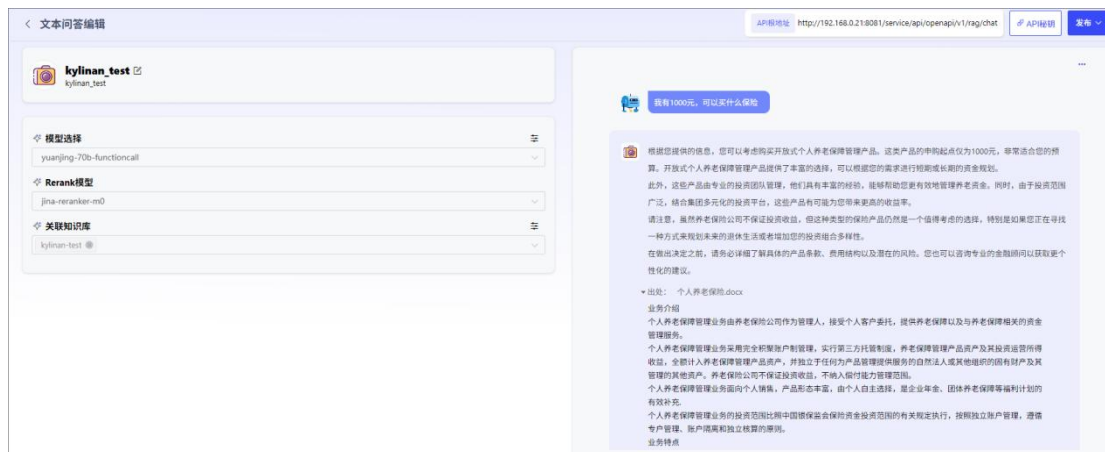 文本问答编辑
API根地址 http://192.168.0.21:8081/service/api/openapi/v1/rag/chat
API秘钥
发布
kylinan_test
kylinan_test
模型选择
yuanjing-70b-functioncall
Rerank模型
jina-reranker-m0
关联知识库
kylinan-test
我有1000元，可以买什么保险
根据您提供的信息，您可以考虑购买开放式个人养老保障管理产品。这类产品的申购起点仅为1000元，非常适合您的预
算。开放式个人养老保障管理产品提供了丰富的选择，可以根据您的需求进行短期或长期的资金规划。
此外，这些产品由专业的投资团队管理，他们具有丰富的经验，能够帮助您更有效地管理养老资金。同时，由于投资范围
广泛，结合集团多元化的投资平台，这些产品有可能为您带来更高的收益率。
请注意，虽然养老保险公司不保证投资收益，但这种类型的保险产品仍然是一个值得考虑的选择，特别是如果您正在寻找
一种方式来规划未来的退休生活或者增加您的投资组合多样性。
在做出决定之前，请务必详细了解具体的产品条款、费用结构以及潜在的风险。您也可以咨询专业的金融顾问以获取更个
性化的建议。
出处： 个人养老保险.docx
业务介绍
个人养老保障管理业务由养老保险公司作为管理人，接受个人客户委托，提供养老保障以及与养老保障相关的资金
管理服务。
个人养老保障管理业务采用完全积聚账户制管理，实行第三方托管制度，养老保障管理产品资产及其投资运营所得
收益，全额计入养老保障管理产品资产，并独立于任何为产品管理提供服务的自然法人或其他组织的固有财产及其
管理的其他资产。养老保险公司不保证投资收益，不纳入偿付能力管理范围。
个人养老保障管理业务面向个人销售，产品形态丰富，由个人自主选择，是企业年金、团体养老保障等福利计划的
有效补充.
个人养老保障管理业务的投资范围比照中国银保监会保险资金投资范围的有关规定执行，按照独立账户管理，遵循
专户管理、账户隔离和独立核算的原则。
业务特点